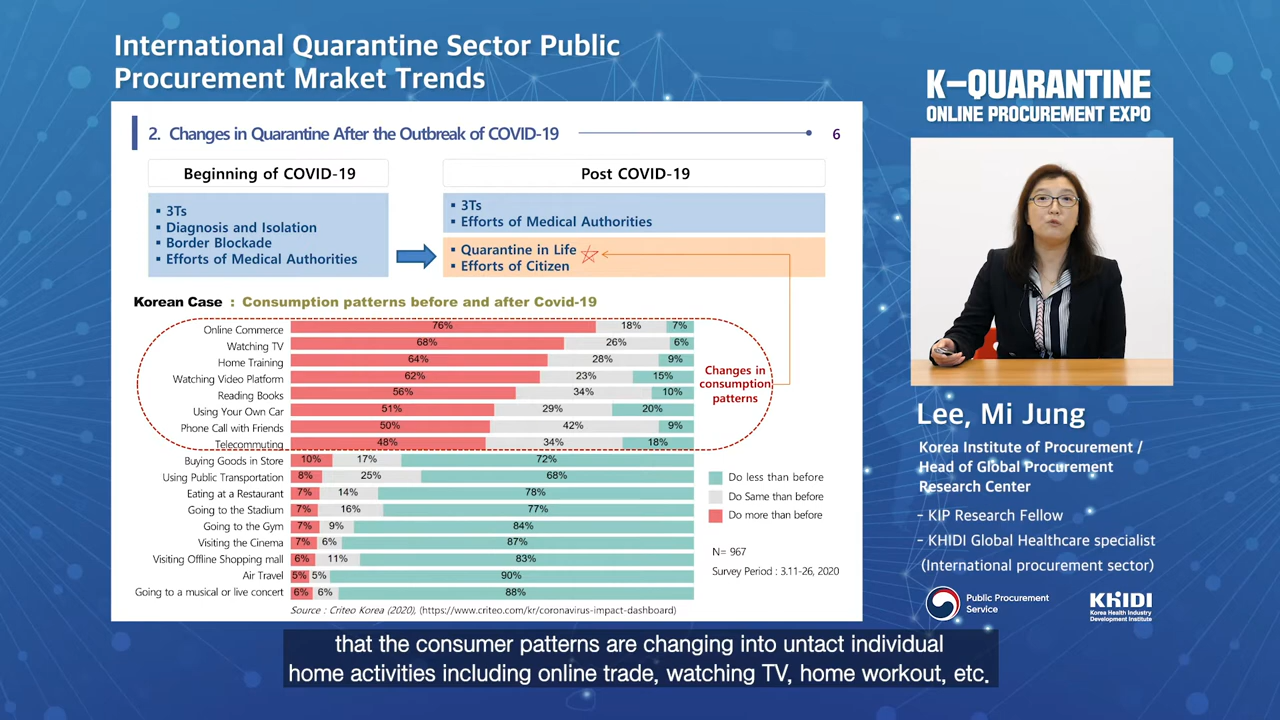 International Quarantine Sector Public
Procurement Mraket Trends
K-QUARANTINE
ONLINE PROCUREMENT EXPO
2. Changes in Quarantine After the Outbreak of COVID-19
6
Beginning of COVID-19
Post COVID-19
▪ 3Ts
▪ Diagnosis and Isolation
▪ Border Blockade
▪ Efforts of Medical Authorities
▪ 3Ts
▪ Efforts of Medical Authorities
▪ Quarantine in Life
▪ Efforts of Citizen
Korean Case : Consumption patterns before and after Covid-19
Online Commerce 76% 18% 7%
Watching TV 68% 26% 6%
Home Training 64% 28% 9%
Watching Video Platform 62% 23% 15%
Reading Books 56% 34% 10%
Using Your Own Car 51% 29% 20%
Phone Call with Friends 50% 42% 9%
Telecommuting 48% 34% 18%
Buying Goods in Store 10% 17% 72%
Using Public Transportation 8% 25% 68%
Eating at a Restaurant 7% 14% 78%
Going to the Stadium 7% 16% 77%
Going to the Gym 7% 9% 84%
Visiting the Cinema 7% 6% 87%
Visiting Offline Shopping mall 6% 11% 83%
Air Travel 5% 5% 90%
Going to a musical or live concert 6% 6% 88%
Changes in
consumption
patterns
Do less than before
Do Same than before
Do more than before
N= 967
Survey Period : 3.11-26, 2020
Source : Criteo Korea (2020), (https://www.criteo.com/kr/coronavirus-impact-dashboard)
Lee, Mi Jung
Korea Institute of Procurement /
Head of Global Procurement
Research Center
- KIP Research Fellow
- KHIDI Global Healthcare specialist
(International procurement sector)
Public Procurement
Service
KHIDI
Korea Health Industry
Development Institute
that the consumer patterns are changing into untact individual
home activities including online trade, watching TV, home workout, etc.